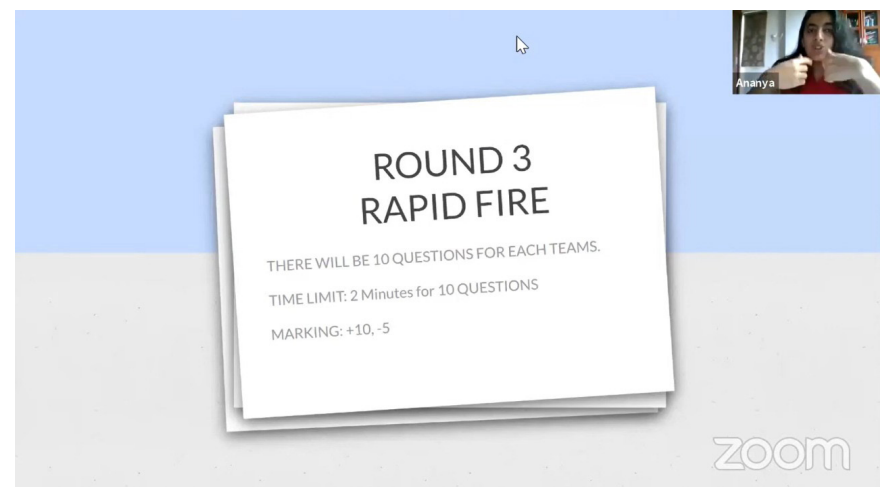 Ananya
ROUND 3
RAPID FIRE
THERE WILL BE 10 QUESTIONS FOR EACH TEAMS.
TIME LIMIT: 2 Minutes for 10 QUESTIONS
MARKING: +10, -5
zoom